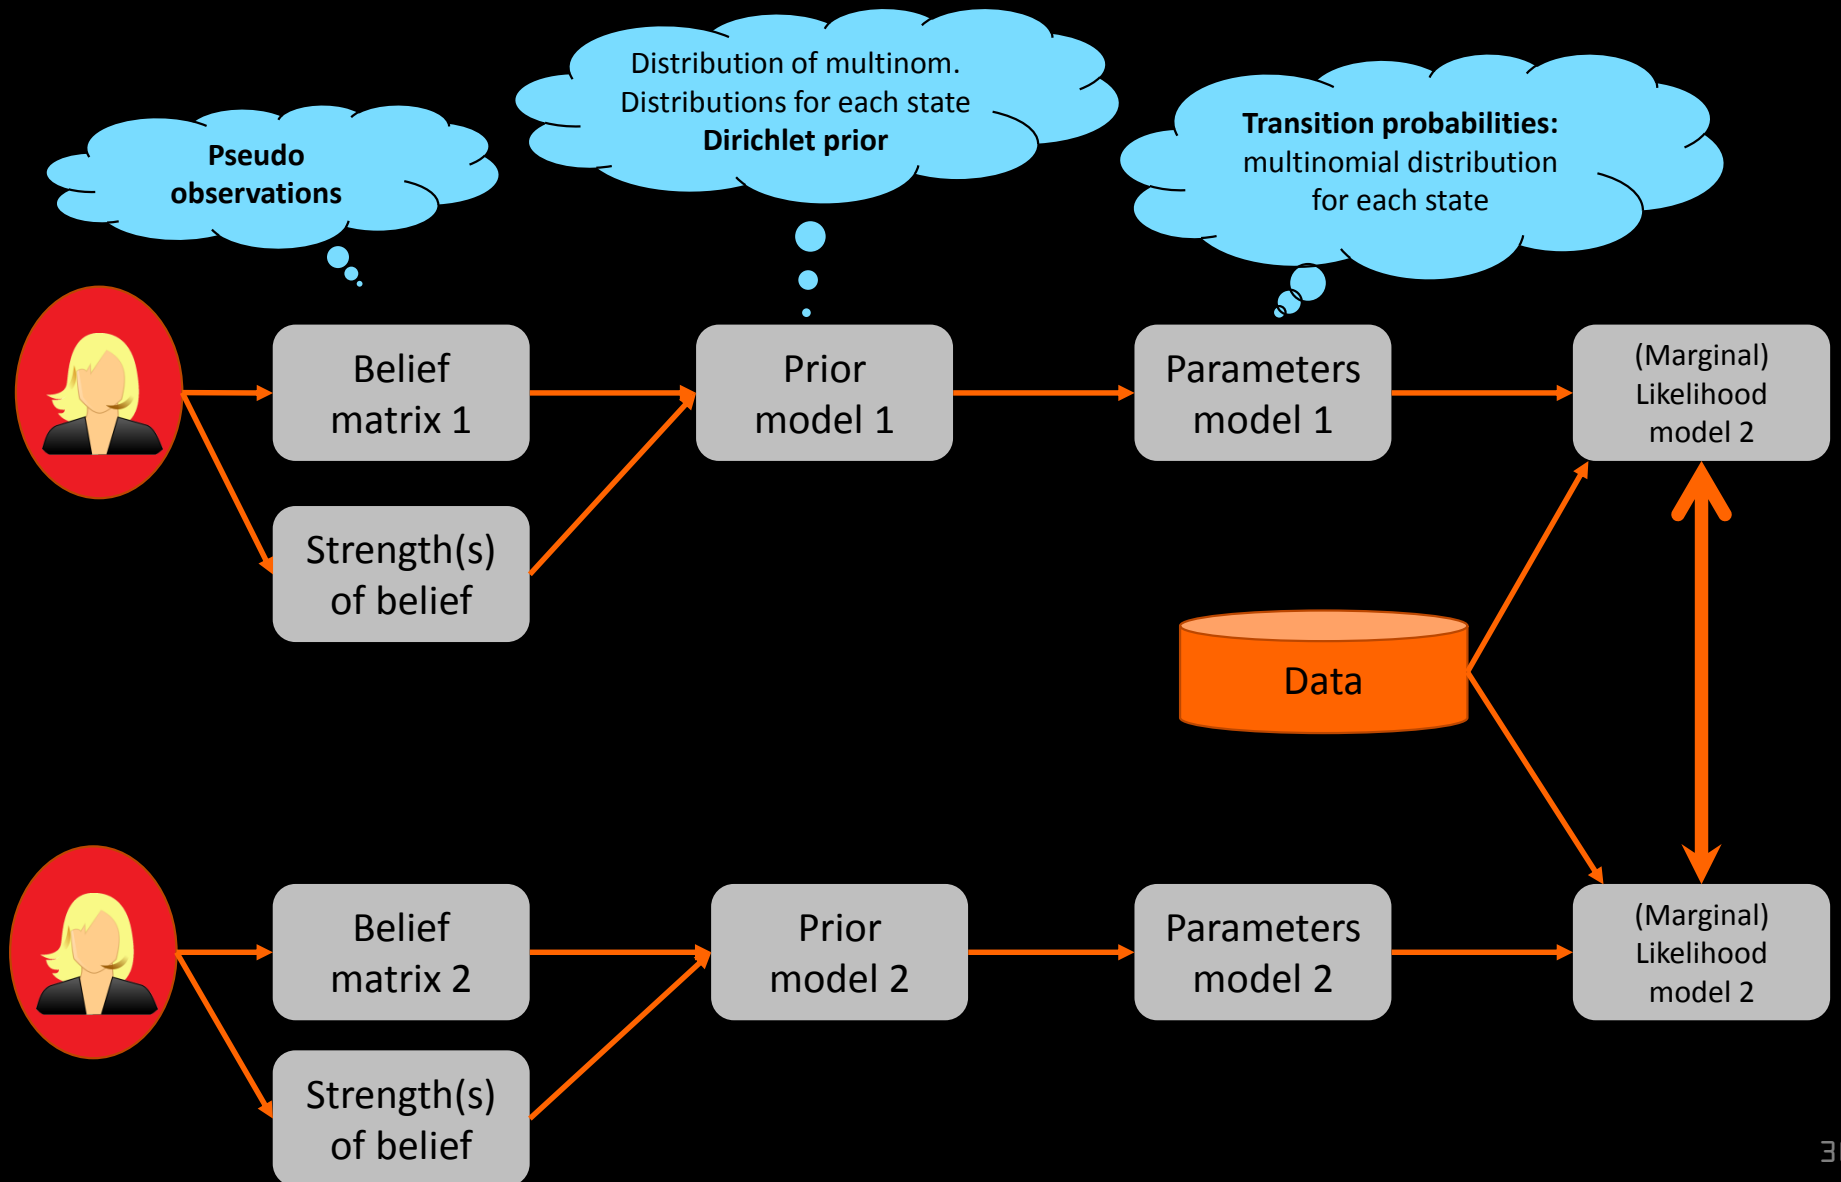 Pseudo
observations
Distribution of multinom.
Distributions for each state
Dirichlet prior
Transition probabilities:
multinomial distribution
for each state
Belief
matrix 1
Prior
model 1
Parameters
model 1
(Marginal)
Likelihood
model 2
Strength(s)
of belief
Data
Belief
matrix 2
Prior
model 2
Parameters
model 2
(Marginal)
Likelihood
model 2
Strength(s)
of belief